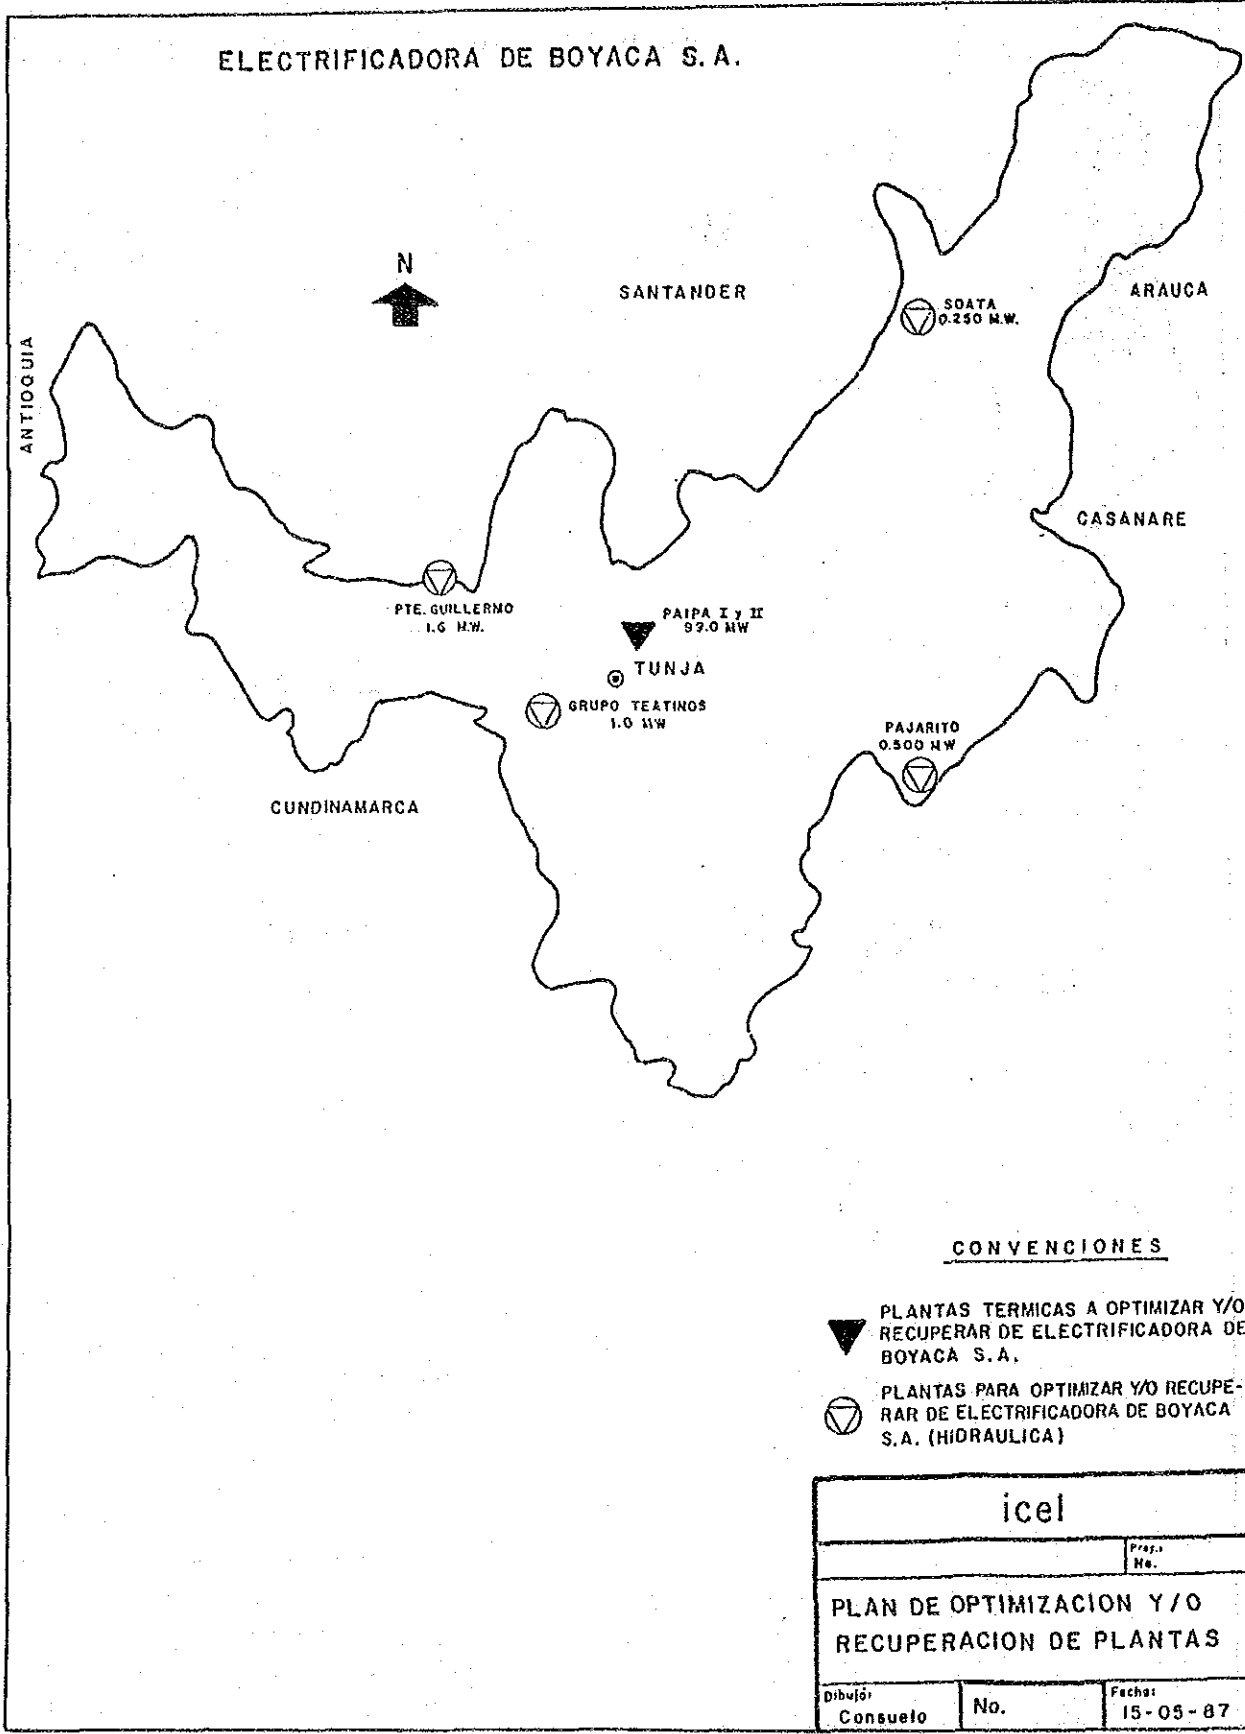 ELECTRIFICADORA DE BOYACA S.A.
N
SANTANDER
ARAUCA
ANTIOQUIA
SOATA
0.250 M.W.
CASANARE
PTE. GUILLERMO
1.6 M.W.
PAIPA I y II
MW
TUNJA
GRUPO TEATINOS
1.0 MW
PAJARITO
0.500 MW
CUNDINAMARCA
CONVENCIONES
PLANTAS TERMICAS A OPTIMIZAR Y/O
RECUPERAR DE ELECTRIFICADORA DE
BOYACA S.A.
PLANTAS PARA OPTIMIZAR Y/O RECUPE-
RAR DE ELECTRIFICADORA DE BOYACA
S.A. (HIDRAULICA)
icel
Proy.:
No.
PLAN DE OPTIMIZACION Y/O
RECUPERACION DE PLANTAS
Dibujó:
Consuelo
No.
Fecha:
15-05-87